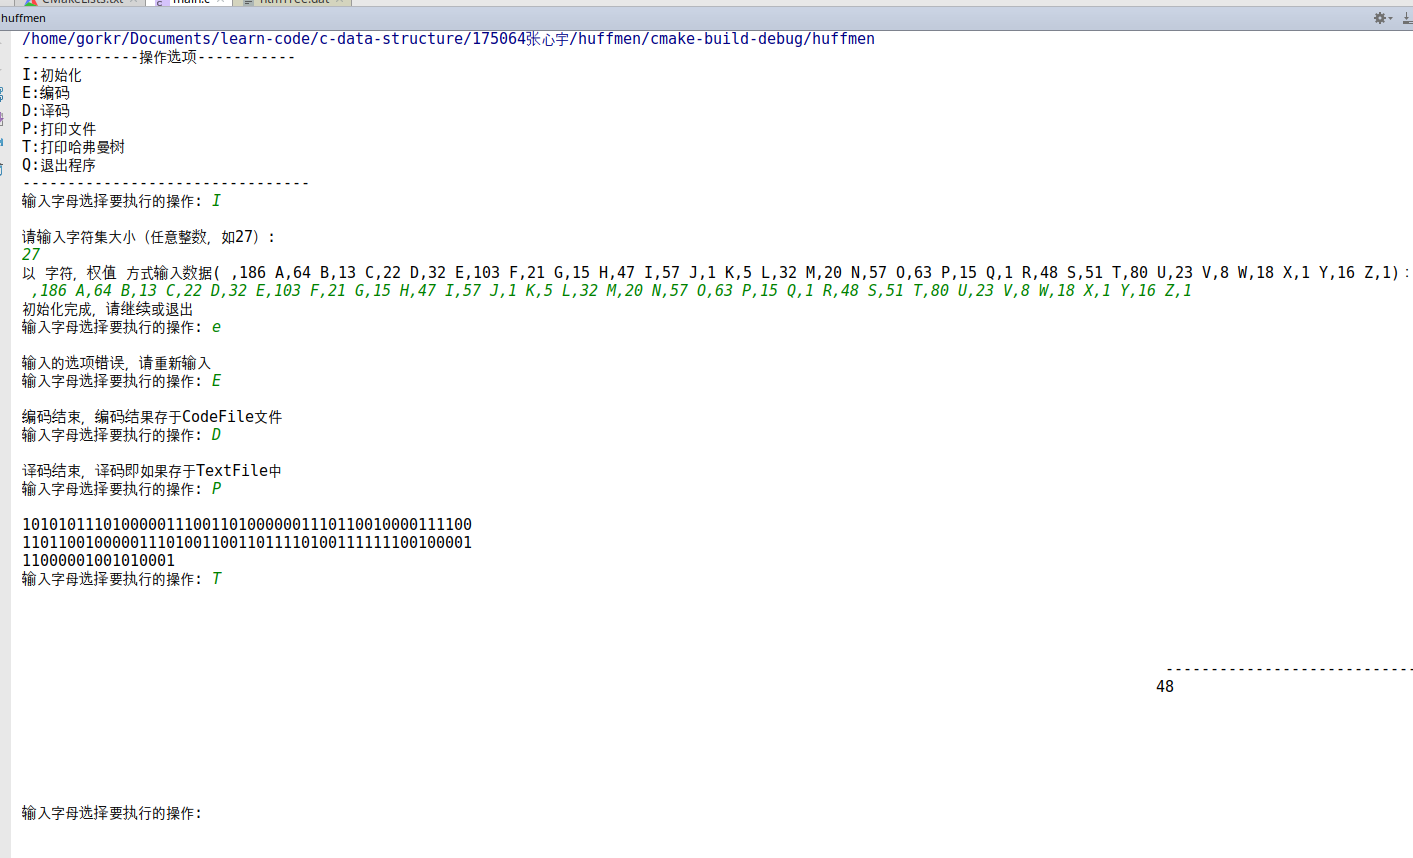 CMakeLists.txt main.c hfmTree.dat
huffmen
/home/gorkr/Documents/learn-code/c-data-structure/175064张心宇/huffmen/cmake-build-debug/huffmen
-------------操作选项-----------
I:初始化
E:编码
D:译码
P:打印文件
T:打印哈弗曼树
Q:退出程序
--------------------------------
输入字母选择要执行的操作: I
请输入字符集大小（任意整数，如27）:
27
以 字符，权值 方式输入数据( ,186 A,64 B,13 C,22 D,32 E,103 F,21 G,15 H,47 I,57 J,1 K,5 L,32 M,20 N,57 O,63 P,15 Q,1 R,48 S,51 T,80 U,23 V,8 W,18 X,1 Y,16 Z,1)：
 ,186 A,64 B,13 C,22 D,32 E,103 F,21 G,15 H,47 I,57 J,1 K,5 L,32 M,20 N,57 O,63 P,15 Q,1 R,48 S,51 T,80 U,23 V,8 W,18 X,1 Y,16 Z,1
初始化完成，请继续或退出
输入字母选择要执行的操作: e
输入的选项错误，请重新输入
输入字母选择要执行的操作: E
编码结束，编码结果存于CodeFile文件
输入字母选择要执行的操作: D
译码结束，译码即如果存于TextFile中
输入字母选择要执行的操作: P
10101011101000001110011010000001110110010000111100
11011001000001110100110011011110100111111100100001
11000001001010001
输入字母选择要执行的操作: T
----------------------------
48
输入字母选择要执行的操作: